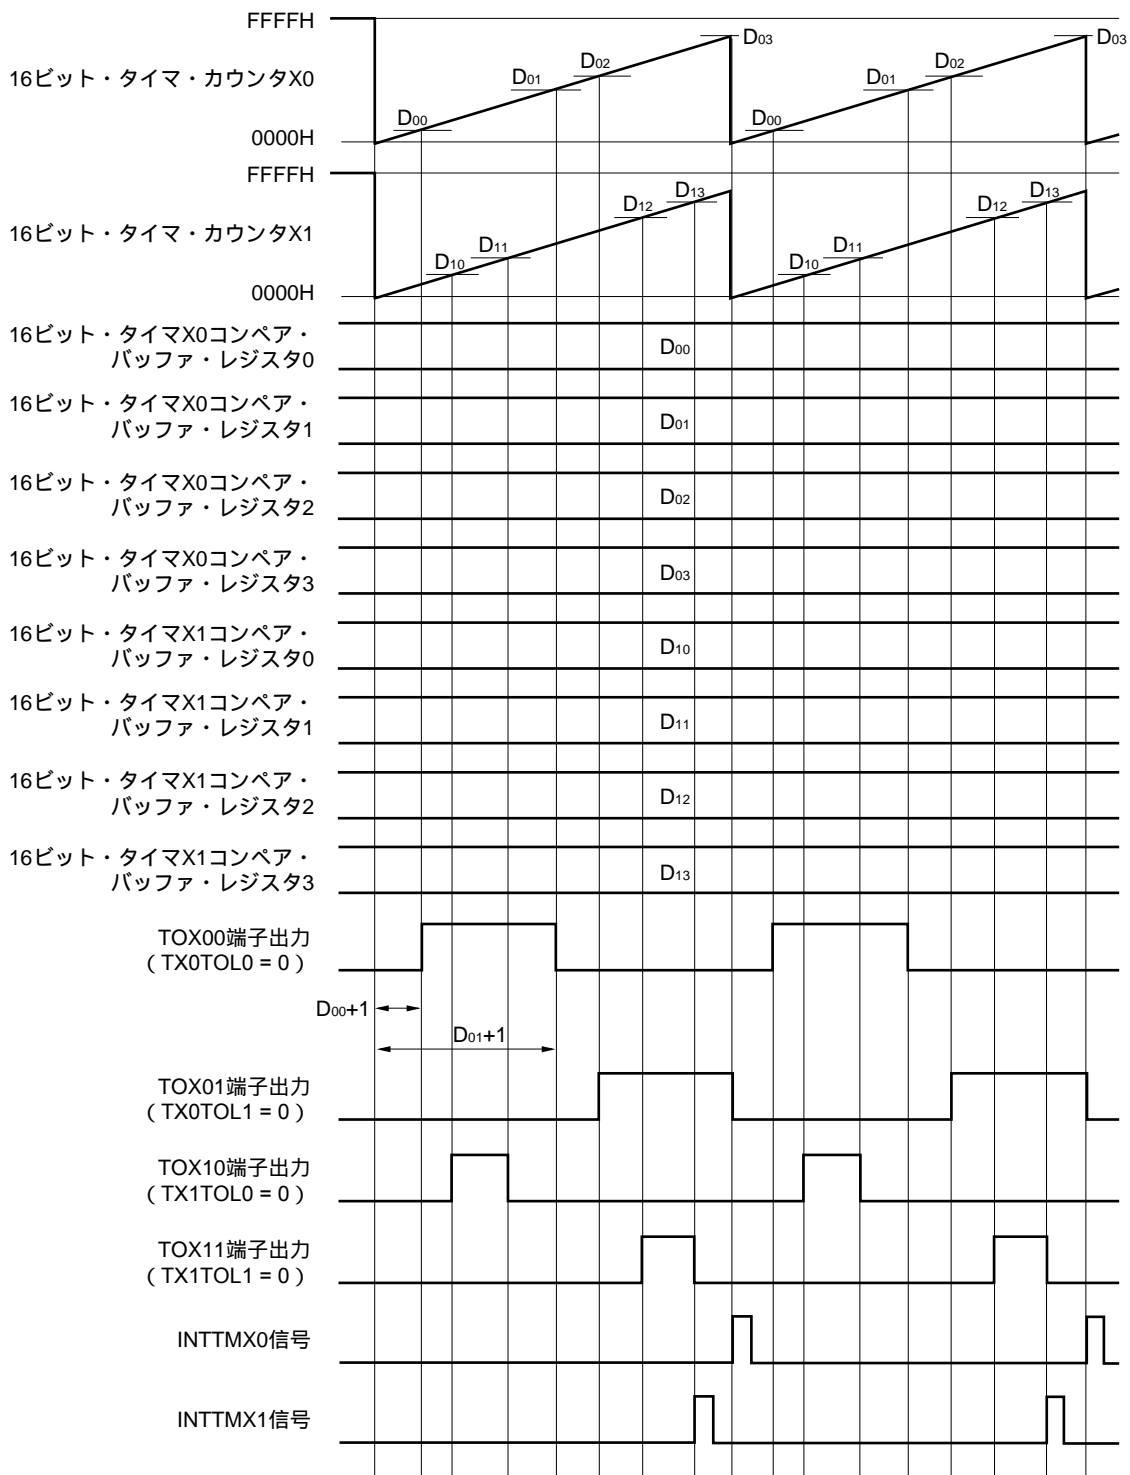 FFFFH
16ビット・タイマ・カウンタX0
0000H
D00
D01
D02
D03
D00
D01
D02
D03
FFFFH
16ビット・タイマ・カウンタX1
0000H
D10
D11
D12
D13
D10
D11
D12
D13
16ビット・タイマX0コンペア・
バッファ・レジスタ0
D00
16ビット・タイマX0コンペア・
バッファ・レジスタ1
D01
16ビット・タイマX0コンペア・
バッファ・レジスタ2
D02
16ビット・タイマX0コンペア・
バッファ・レジスタ3
D03
16ビット・タイマX1コンペア・
バッファ・レジスタ0
D10
16ビット・タイマX1コンペア・
バッファ・レジスタ1
D11
16ビット・タイマX1コンペア・
バッファ・レジスタ2
D12
16ビット・タイマX1コンペア・
バッファ・レジスタ3
D13
TOX00端子出力
（TX0TOL0 = 0）
D00+1
D01+1
TOX01端子出力
（TX0TOL1 = 0）
TOX10端子出力
（TX1TOL0 = 0）
TOX11端子出力
（TX1TOL1 = 0）
INTTMX0信号
INTTMX1信号